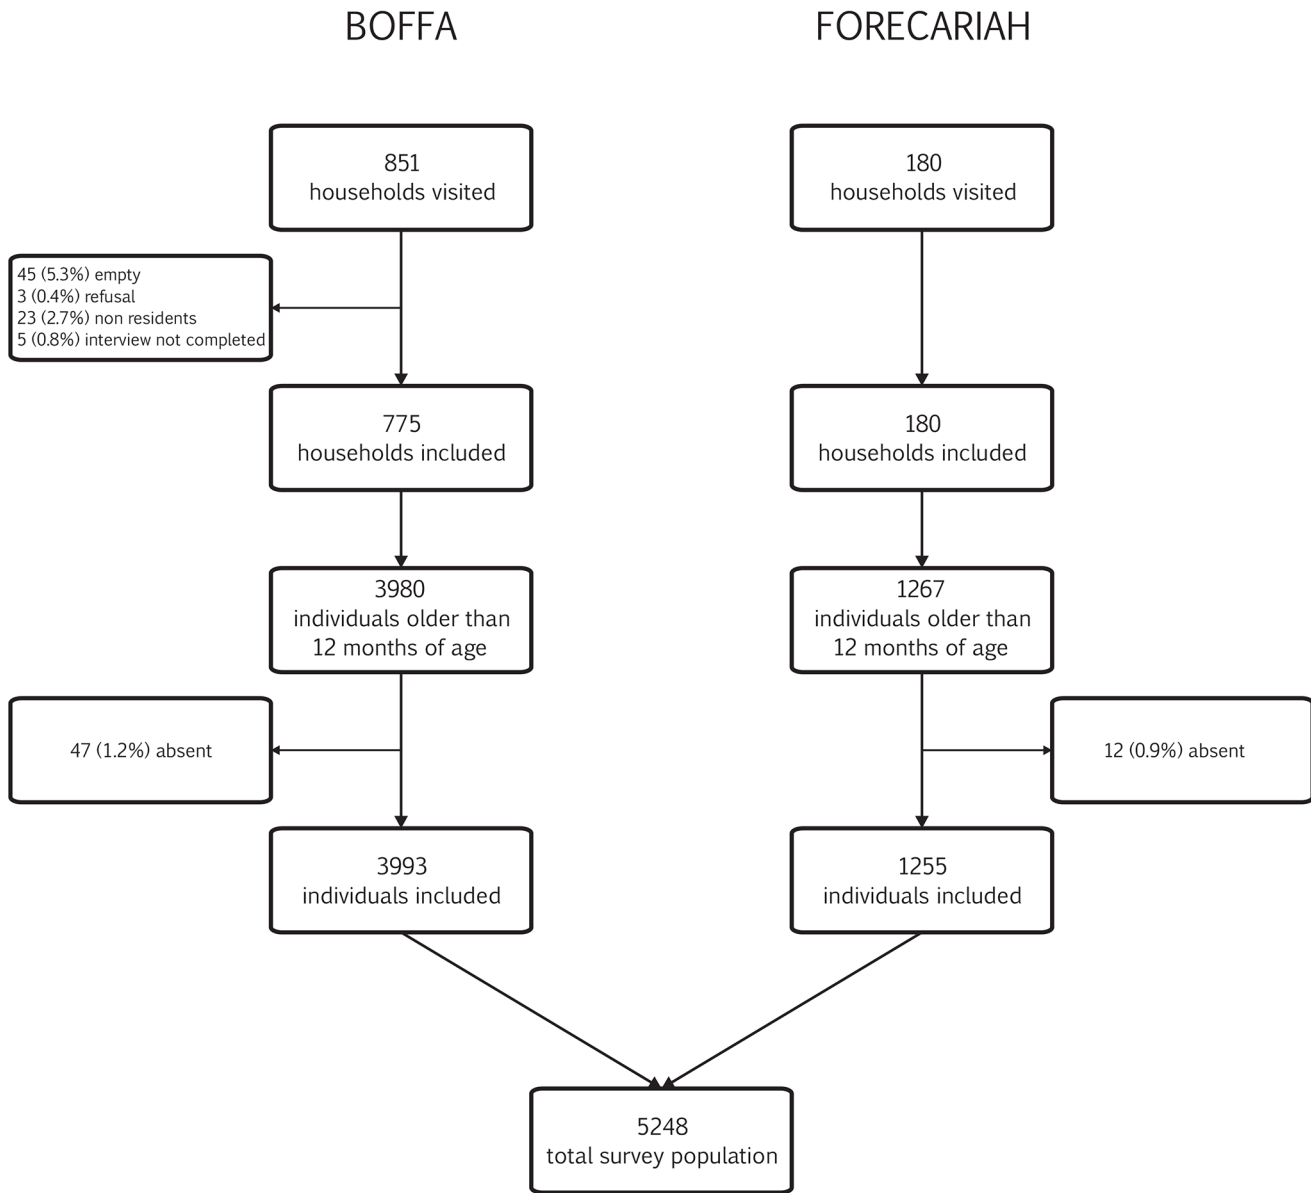 BOFFA
FORECARIAH
851
households visited
180
households visited
45 (5.3%) empty
3 (0.4%) refusal
23 (2.7%) non residents
5 (0.8%) interview not completed
775
households included
180
households included
3980
individuals older than
12 months of age
1267
individuals older than
12 months of age
47 (1.2%) absent
12 (0.9%) absent
3993
individuals included
1255
individuals included
5248
total survey population